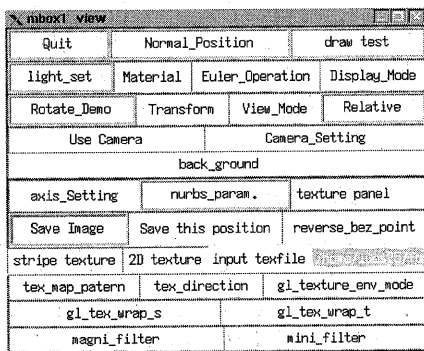 mbox1 view
Quit Normal_Position draw test
light_set Material Euler_Operation Display_Mode
Rotate_Demo Transform View_Mode Relative
Use Camera Camera_Setting
back_ground
axis_Setting nurbs_param. texture panel
Save Image Save this position reverse_bez_point
stripe texture 2D texture input texfile
tex_map_patern tex_direction gl_texture_env_mode
gl_tex_wrap_s gl_tex_wrap_t
magni_filter mini_filter